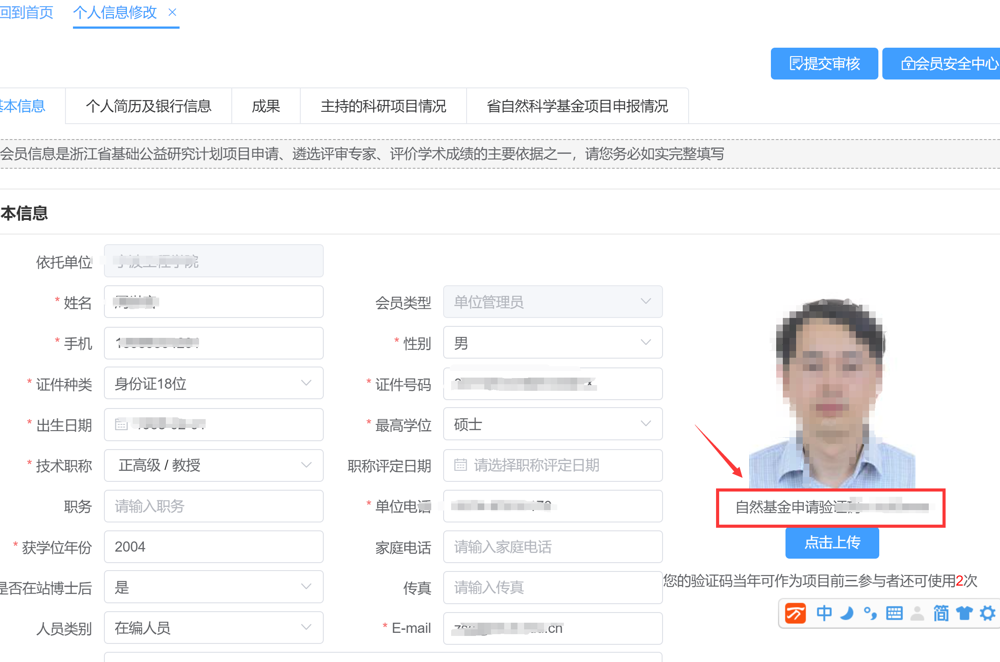 回到首页 个人信息修改
提交审核 会员安全中心
基本信息 个人简历及银行信息 成果 主持的科研项目情况 省自然科学基金项目申报情况
会员信息是浙江省基础公益研究计划项目申请、遴选评审专家、评价学术成绩的主要依据之一，请您务必如实完整填写
本信息
依托单位
* 姓名
会员类型 单位管理员
* 手机
* 性别 男
* 证件种类 身份证18位
* 证件号码
* 出生日期
* 最高学位 硕士
* 技术职称 正高级 / 教授
职称评定日期 请选择职称评定日期
职务 请输入职务
* 单位电话
自然基金申请验证码
点击上传
* 获学位年份 2004
家庭电话 请输入家庭电话
您的验证码当年可作为项目前三参与者还可使用2次
是否在站博士后 是
传真 请输入传真
中 简
人员类别 在编人员
* E-mail .cn